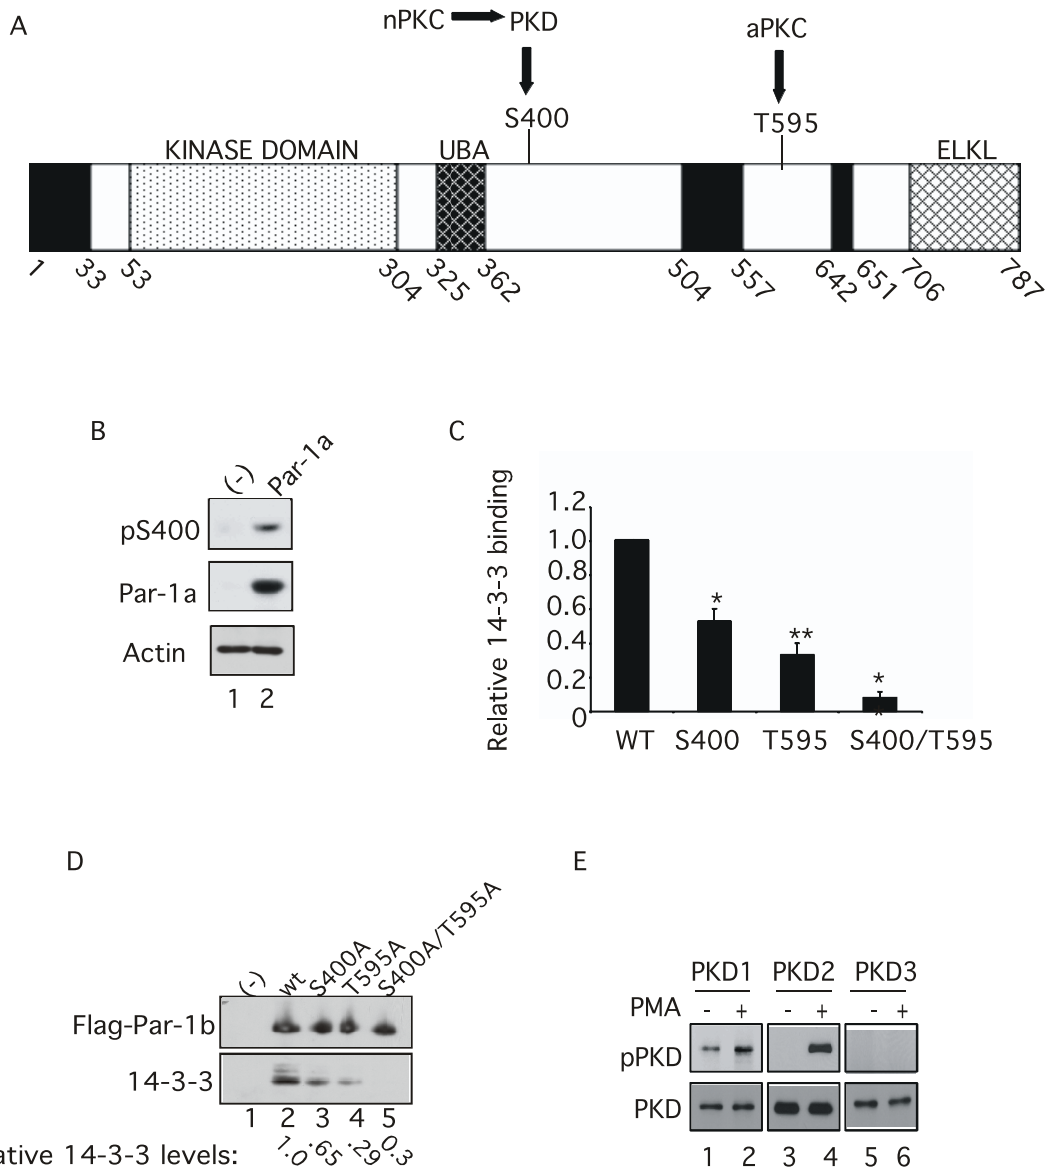 A
nPKC PKD aPKC
S400 T595
KINASE DOMAIN UBA ELKL
1 33 53 304 325 362 504 557 642 651 706 787
B
(-) Par-1a
pS400
Par-1a
Actin
1 2
C
Relative 14-3-3 binding
1.2
1.0
0.8
0.6
0.4
0.2
0
* ** * *
WT S400 T595 S400/T595
D
(-) wt S400A T595A S400A/T595A
Flag-Par-1b
14-3-3
1 2 3 4 5
ative 14-3-3 levels: 1.0 .65 .29 0.3
E
PKD1 PKD2 PKD3
PMA - + - + - +
pPKD
PKD
1 2 3 4 5 6